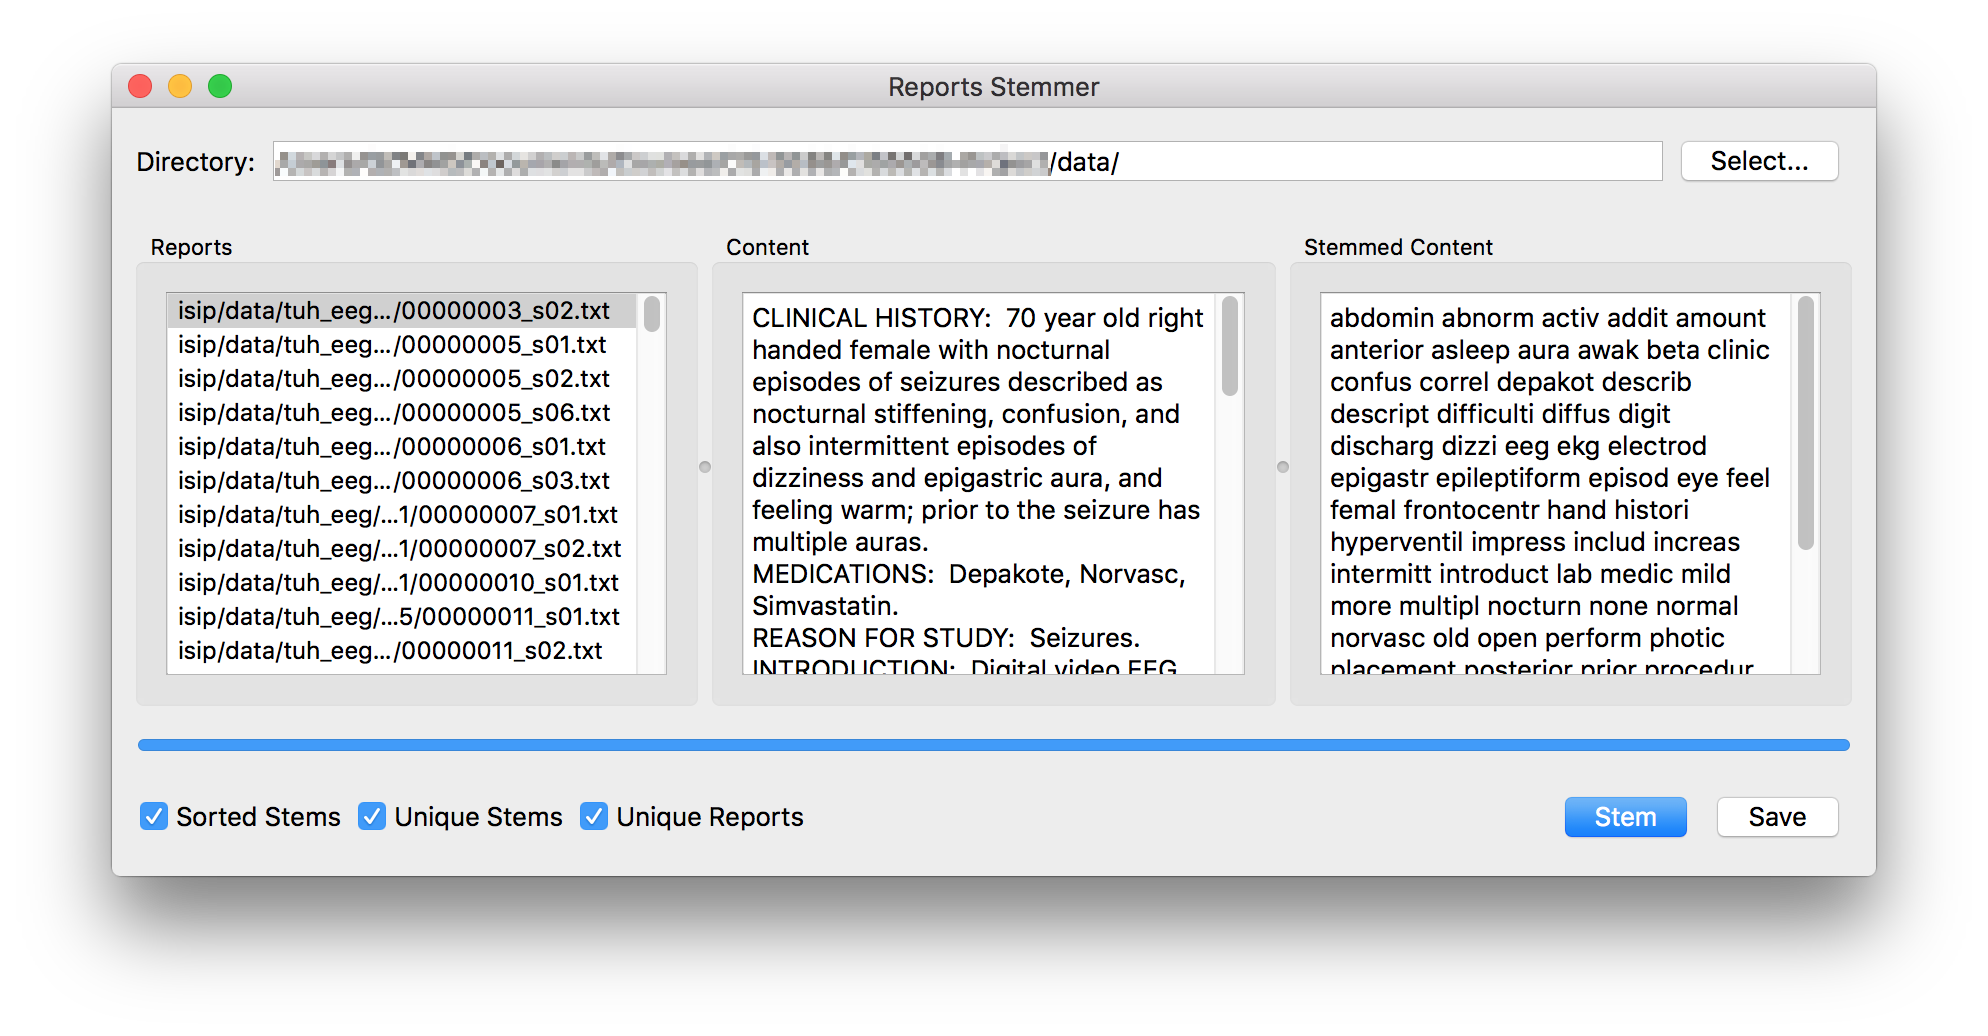 Reports Stemmer
Directory: /data/ Select...
Reports
isip/data/tuh_eeg.../00000003_s02.txt
isip/data/tuh_eeg.../00000005_s01.txt
isip/data/tuh_eeg.../00000005_s02.txt
isip/data/tuh_eeg.../00000005_s06.txt
isip/data/tuh_eeg.../00000006_s01.txt
isip/data/tuh_eeg.../00000006_s03.txt
isip/data/tuh_eeg/...1/00000007_s01.txt
isip/data/tuh_eeg/...1/00000007_s02.txt
isip/data/tuh_eeg/...1/00000010_s01.txt
isip/data/tuh_eeg/...5/00000011_s01.txt
isip/data/tuh_eeg.../00000011_s02.txt
Content
CLINICAL HISTORY:  70 year old right
handed female with nocturnal
episodes of seizures described as
nocturnal stiffening, confusion, and
also intermittent episodes of
dizziness and epigastric aura, and
feeling warm; prior to the seizure has
multiple auras.
MEDICATIONS:  Depakote, Norvasc,
Simvastatin.
REASON FOR STUDY:  Seizures.
INTRODUCTION:  Digital video EEG
Stemmed Content
abdomin abnorm activ addit amount
anterior asleep aura awak beta clinic
confus correl depakot describ
descript difficulti diffus digit
discharg dizzi eeg ekg electrod
epigastr epileptiform episod eye feel
femal frontocentr hand histori
hyperventil impress includ increas
intermitt introduct lab medic mild
more multipl nocturn none normal
norvasc old open perform photic
placement posterior prior procedur
Sorted Stems Unique Stems Unique Reports Stem Save